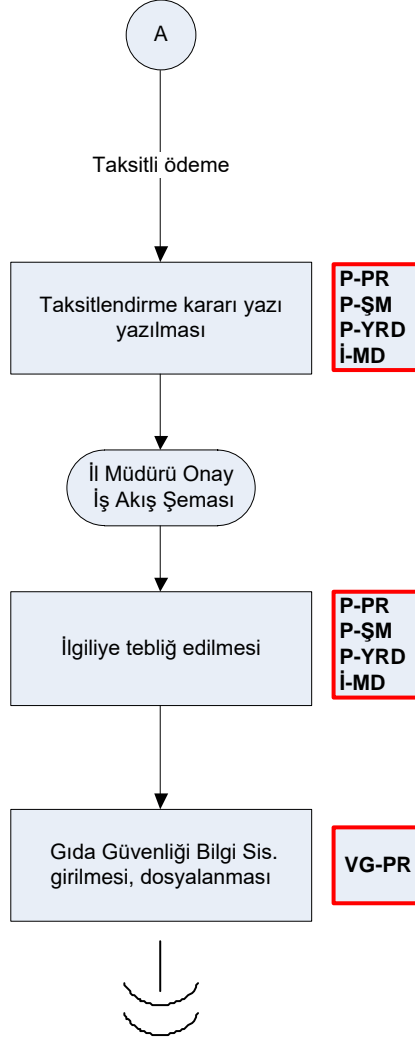 A
Taksitli ödeme
Taksitlendirme kararı yazı
yazılması
P-PR
P-ŞM
P-YRD
İ-MD
İl Müdürü Onay
İş Akış Şeması
İlgiliye tebliğ edilmesi
P-PR
P-ŞM
P-YRD
İ-MD
Gıda Güvenliği Bilgi Sis.
girilmesi, dosyalanması
VG-PR